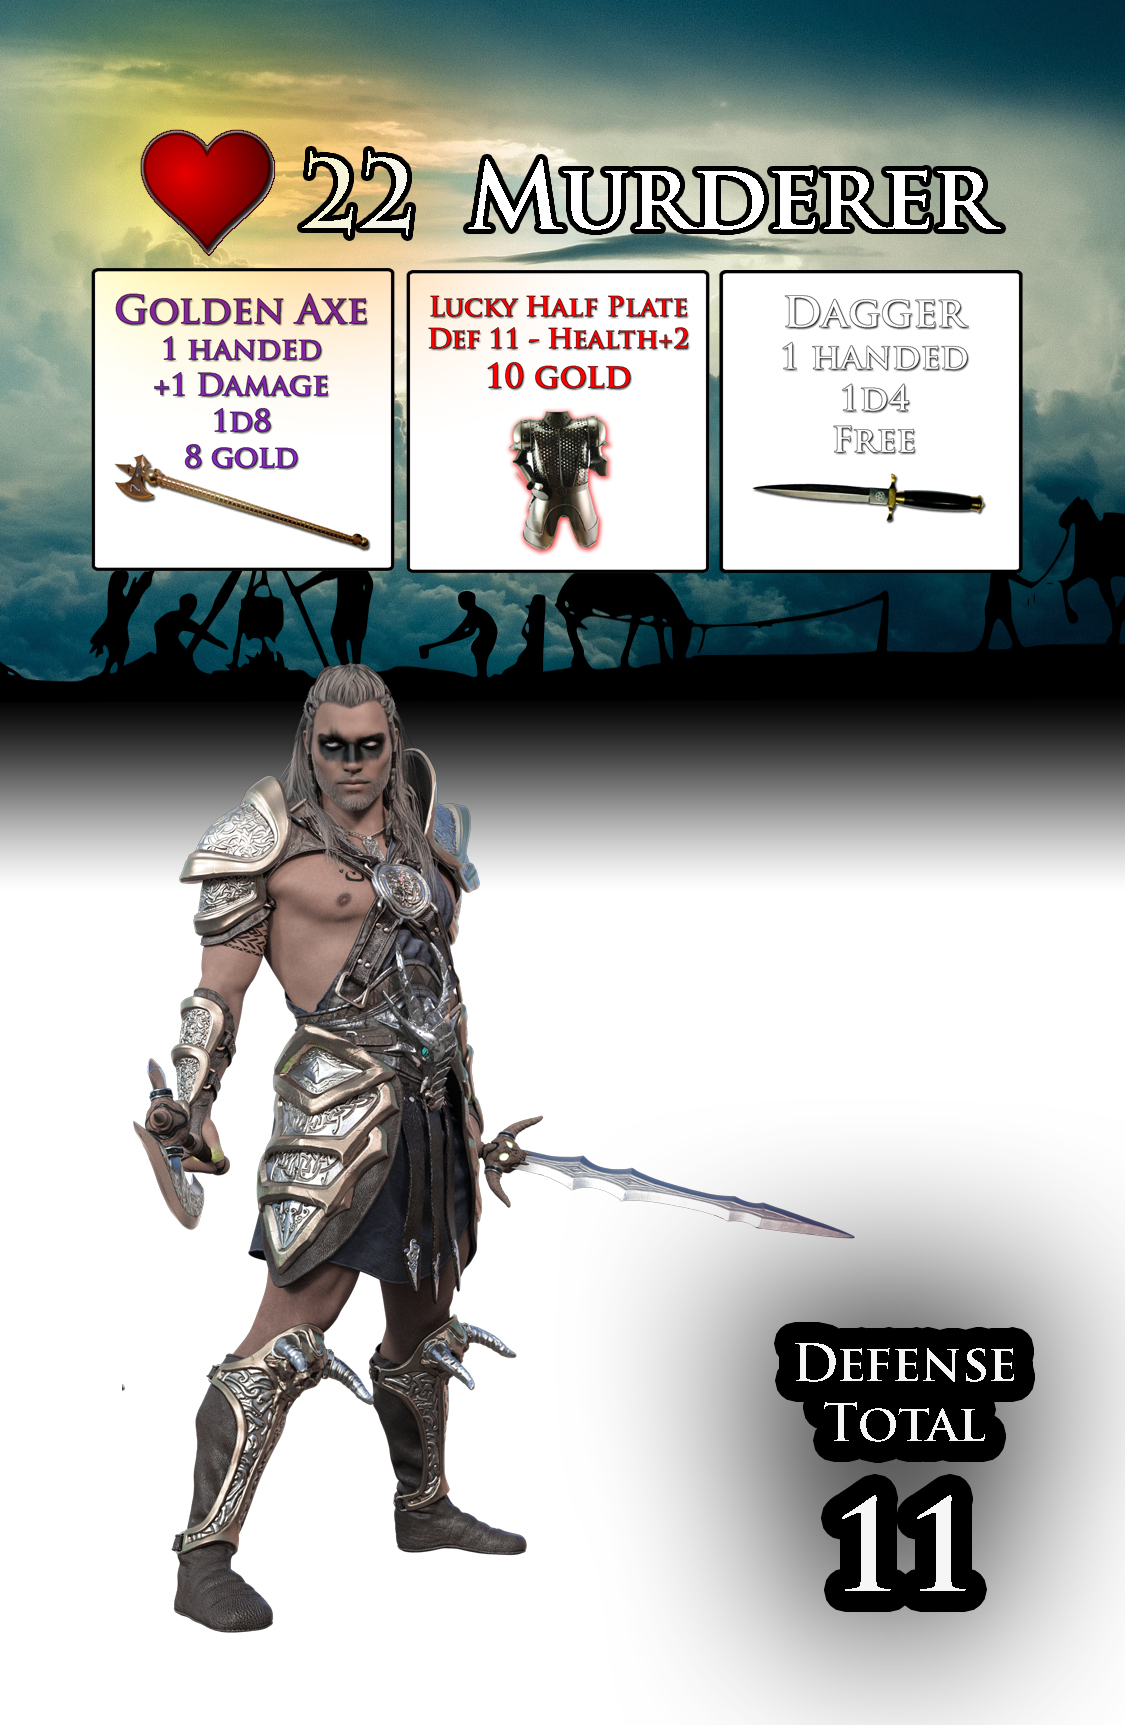 22 Murderer
Golden Axe
1 handed
+1 Damage
1d8
8 gold
Lucky Half Plate
Def 11 - Health+2
10 gold
Dagger
1 handed
1d4
Free
Defense
Total
11